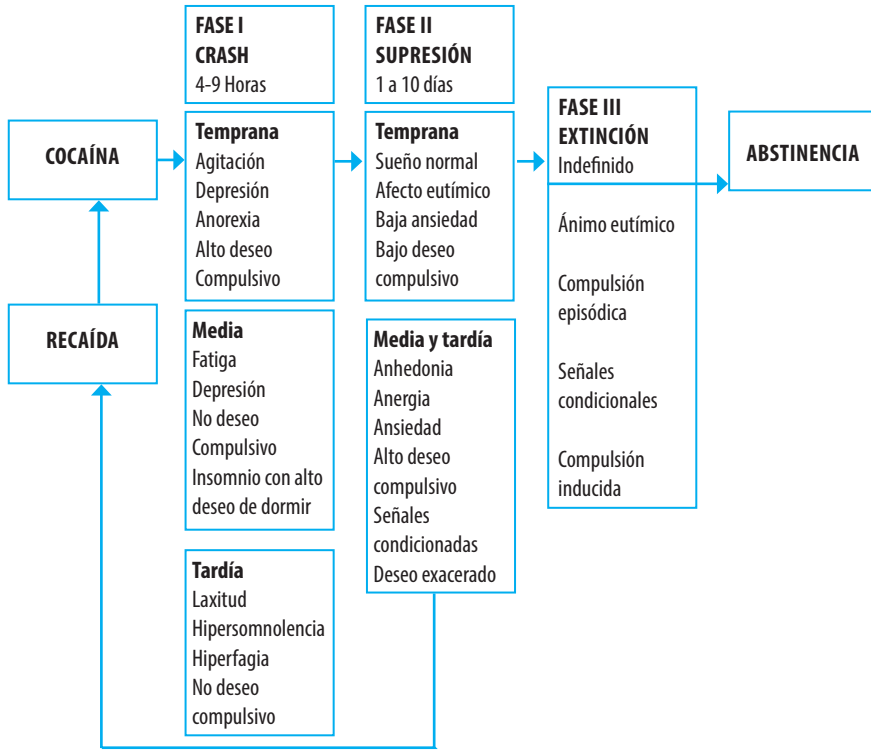 COCAÍNA
RECAÍDA
FASE I
CRASH
4-9 Horas
Temprana
Agitación
Depresión
Anorexia
Alto deseo
Compulsivo
Media
Fatiga
Depresión
No deseo
Compulsivo
Insomnio con alto
deseo de dormir
Tardía
Laxitud
Hipersomnolencia
Hiperfagia
No deseo
compulsivo
FASE II
SUPRESIÓN
1 a 10 días
Temprana
Sueño normal
Afecto eutímico
Baja ansiedad
Bajo deseo
compulsivo
Media y tardía
Anhedonia
Anergia
Ansiedad
Alto deseo
compulsivo
Señales
condicionadas
Deseo exacerado
FASE III
EXTINCIÓN
Indefinido
Ánimo eutímico
Compulsión
episódica
Señales
condicionales
Compulsión
inducida
ABSTINENCIA